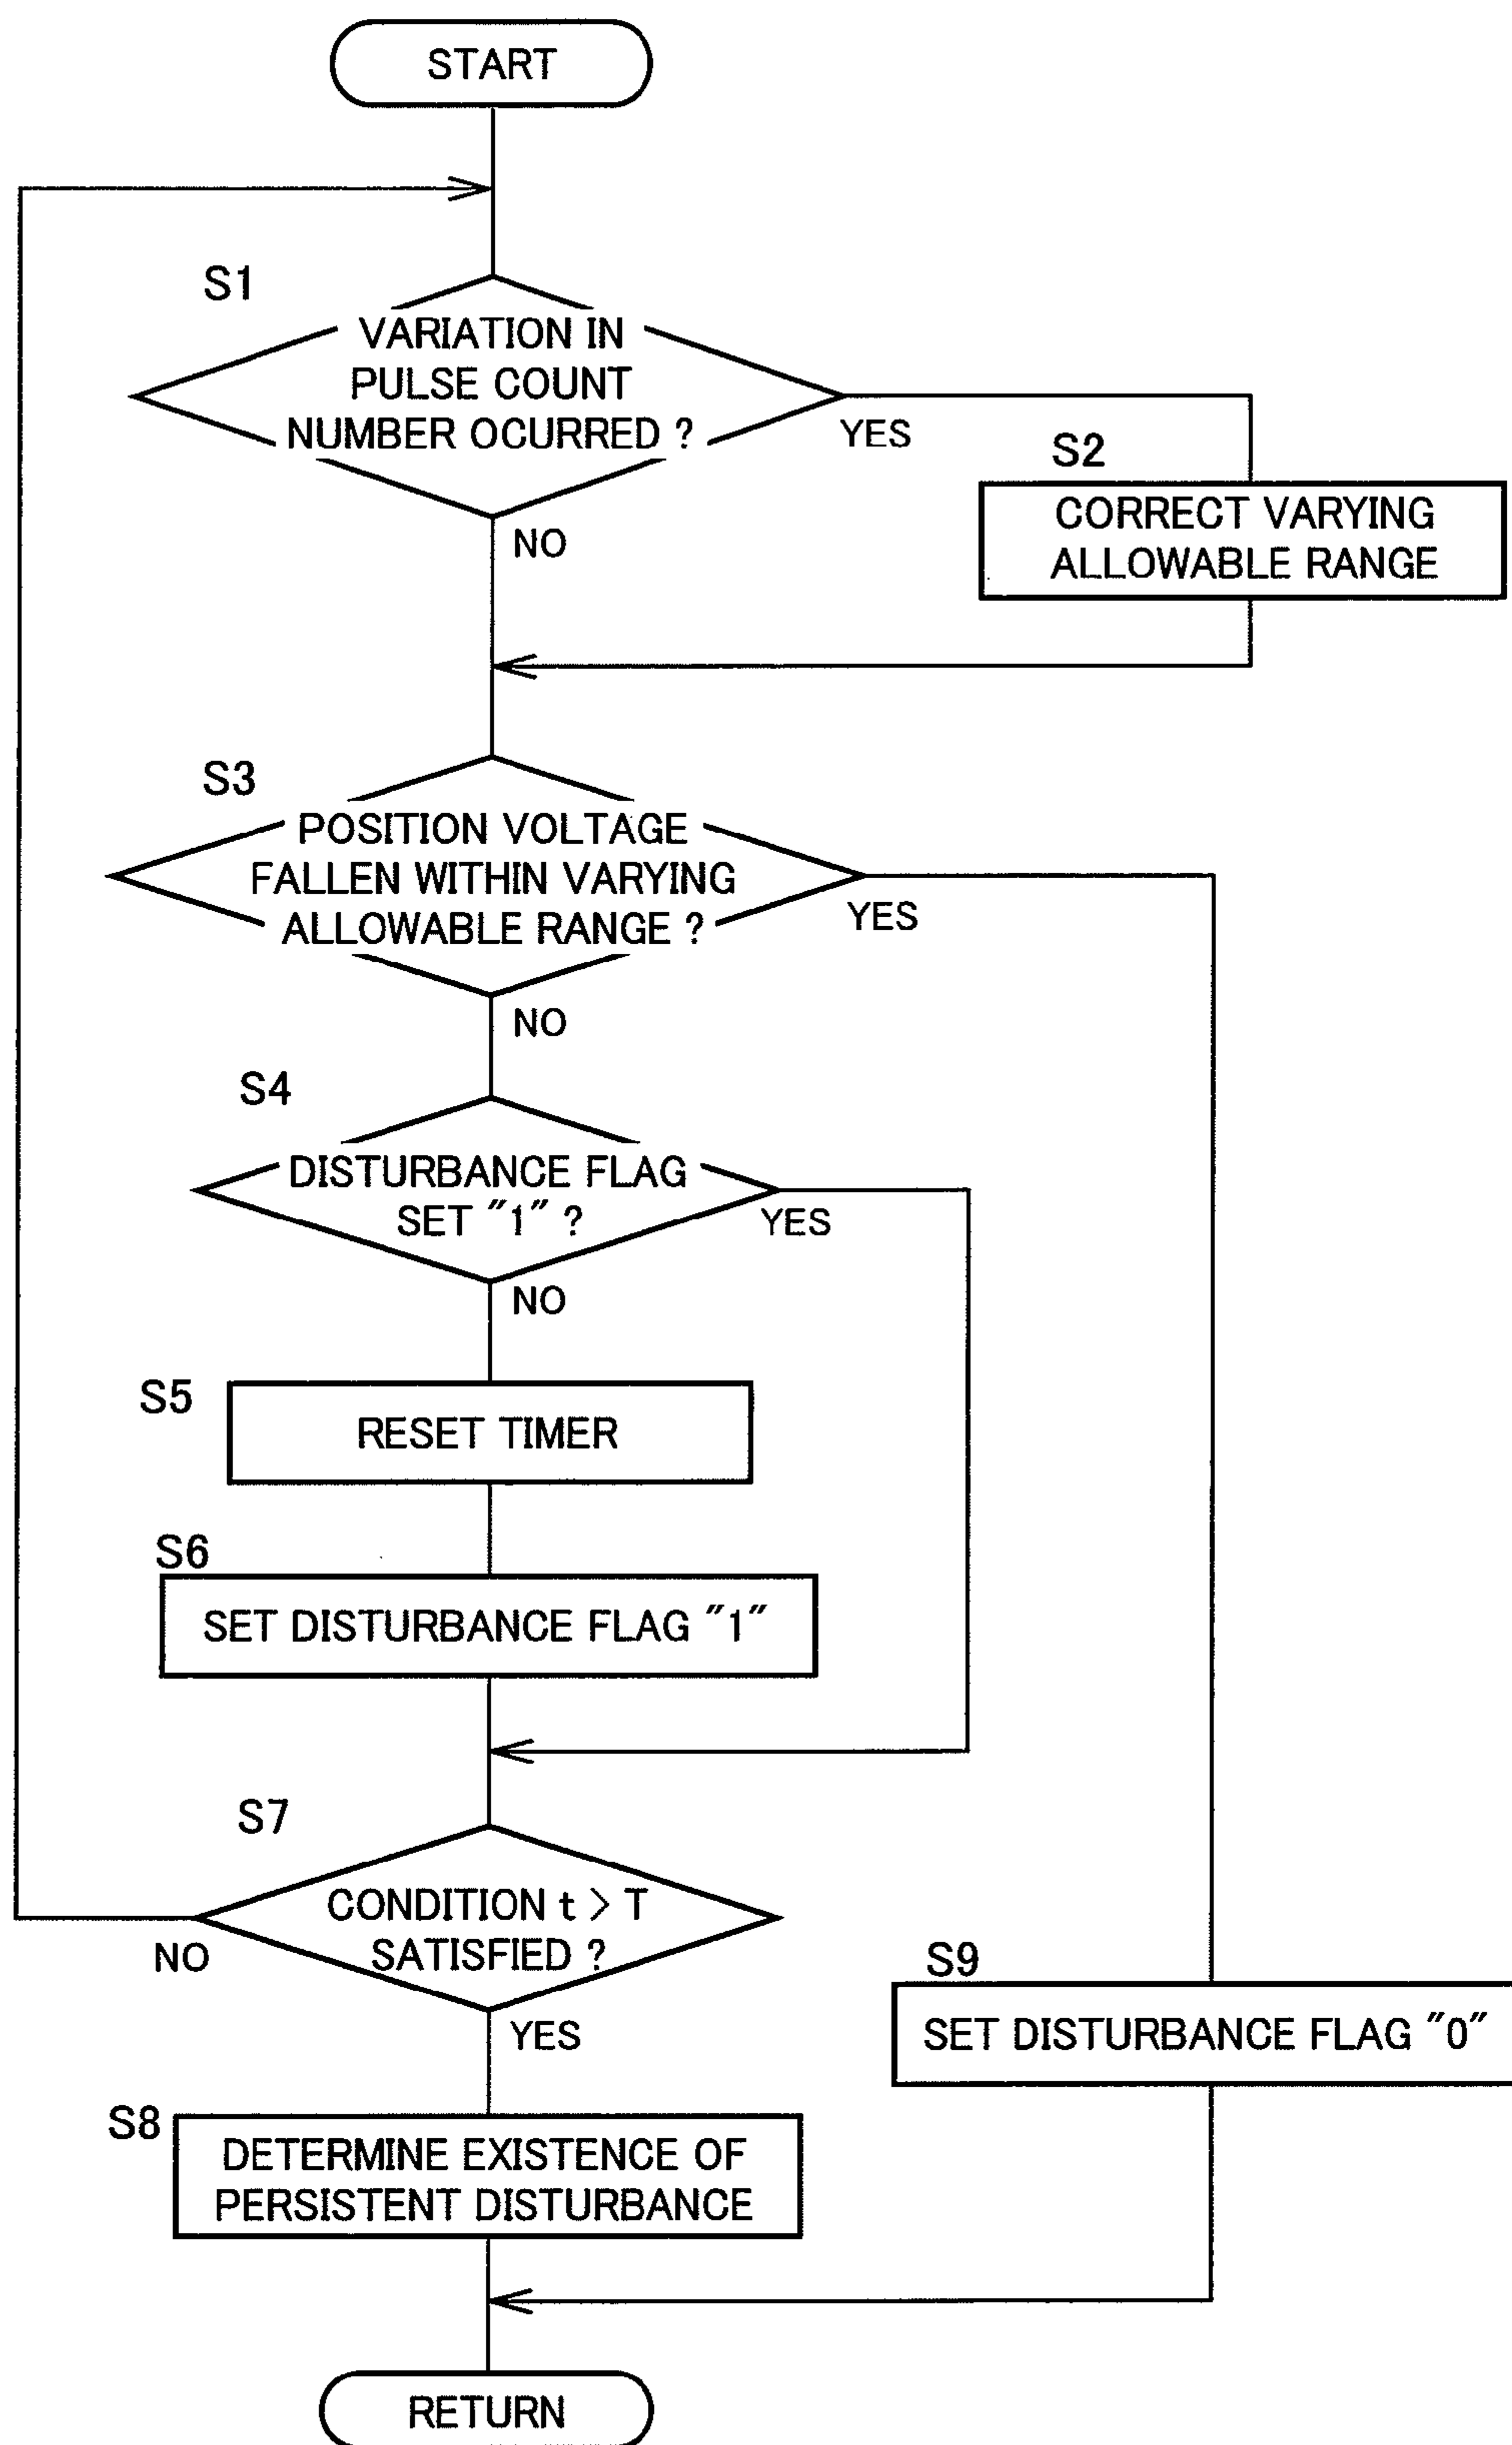 START
S1
VARIATION IN
PULSE COUNT
NUMBER OCURRED ?
YES
NO
S2
CORRECT VARYING
ALLOWABLE RANGE
S3
POSITION VOLTAGE
FALLEN WITHIN VARYING
ALLOWABLE RANGE ?
YES
NO
S4
DISTURBANCE FLAG
SET "1" ?
YES
NO
S5
RESET TIMER
S6
SET DISTURBANCE FLAG "1"
S7
CONDITION t > T
SATISFIED ?
NO
YES
S9
SET DISTURBANCE FLAG "0"
S8
DETERMINE EXISTENCE OF
PERSISTENT DISTURBANCE
RETURN